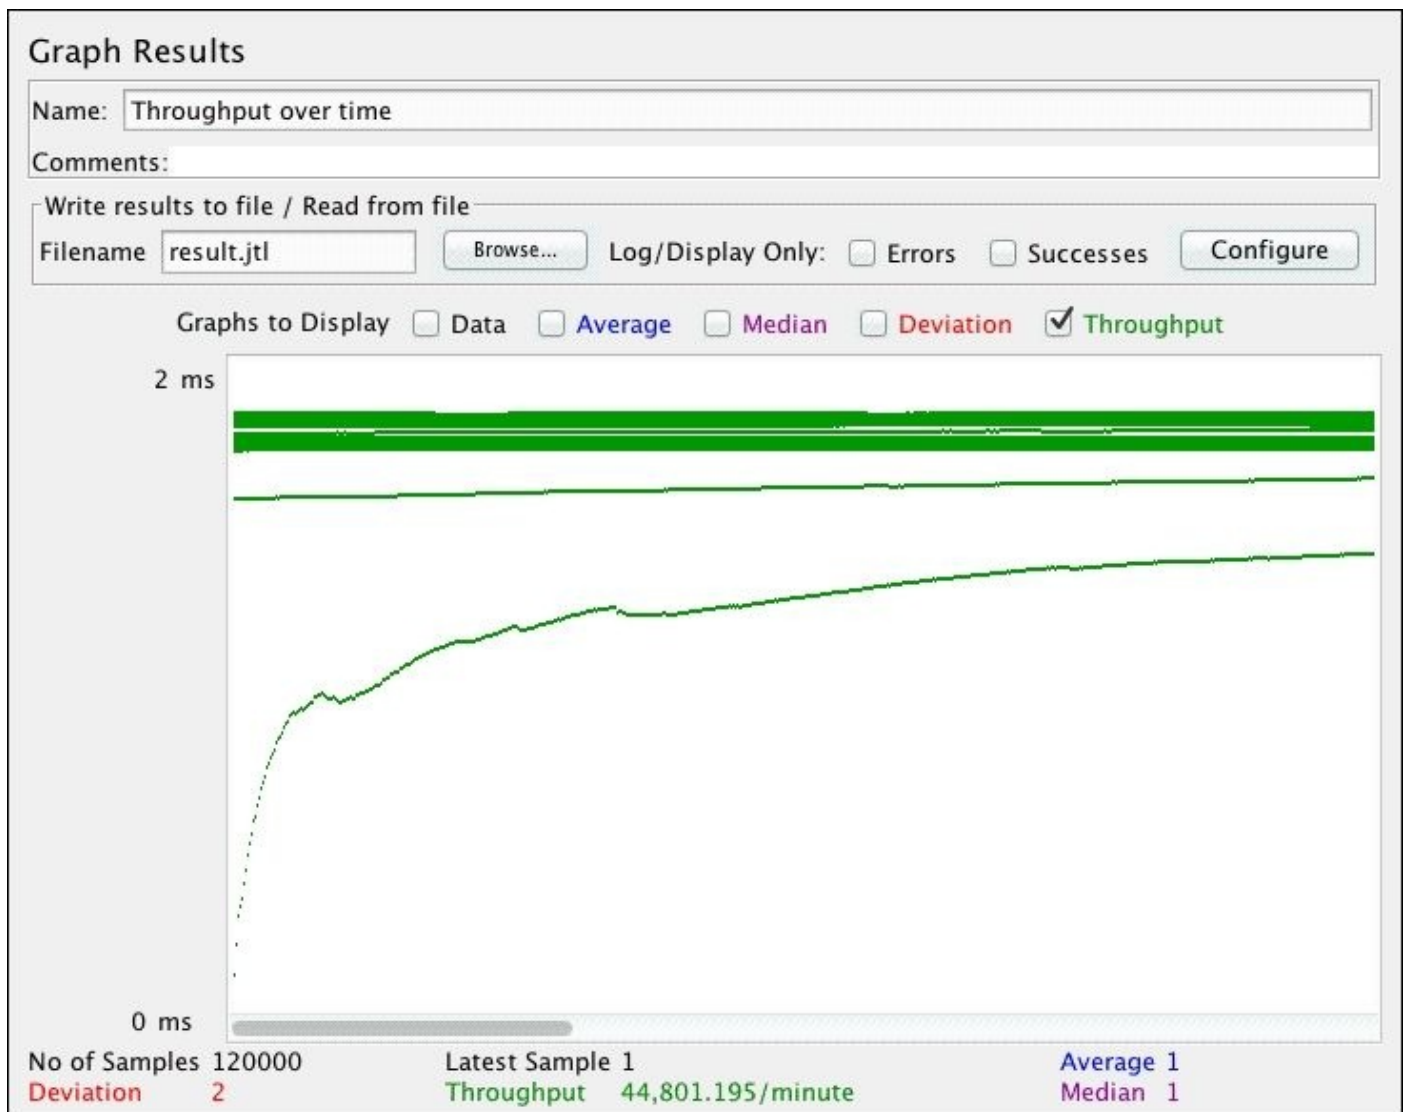 Graph Results
Name: Throughput over time
Comments:
Write results to file / Read from file
Filename result.jtl Browse... Log/Display Only: Errors Successes Configure
Graphs to Display Data Average Median Deviation Throughput
2 ms
0 ms
No of Samples 120000 Latest Sample 1 Average 1
Deviation 2 Throughput 44,801.195/minute Median 1